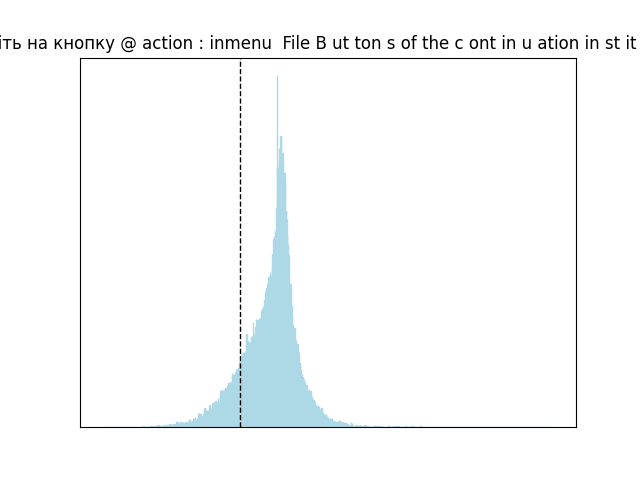 іть на кнопку @ action : inmenu File B ut ton s of the c ont in u ation in st it